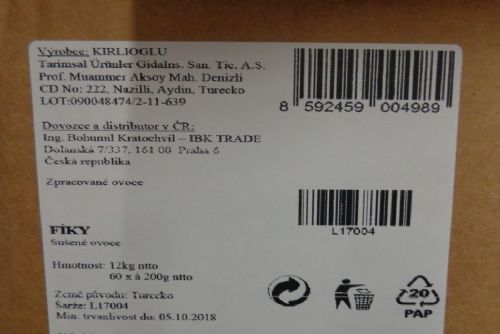 Výrobce: KIRLIOGLU
Tarimsal Ürünler Gidalns. San. Tic. A.S.
Prof. Muammer Aksoy Mah. Denizli
CD No: 222, Nazilli, Aydin, Turecko
LOT:090048474/2-11-639
8 592459 004989
Dovozce a distributor v ČR:
Ing. Bohumil Kratochvíl – IBK TRADE
Dolanská 7/337, 161 00 Praha 6
Česká republika
Zpracované ovoce
L17004
FÍKY
Sušené ovoce
Hmotnost: 12kg ntto
60 x à 200g ntto
Země původu: Turecko
Šarže: L17004
Min. trvanlivost do: 05.10.2018
20
PAP